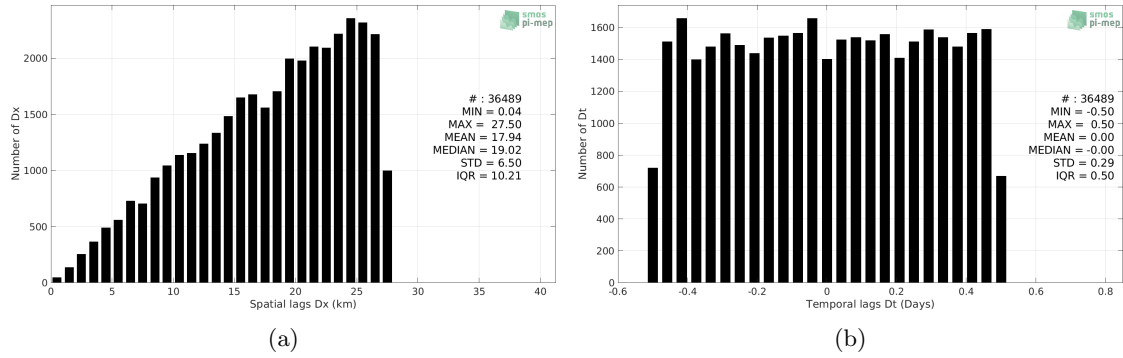 smos
pi-mep
2000
1500
1000
500
0
Number of Dx
# : 36489
MIN = 0.04
MAX = 27.50
MEAN = 17.94
MEDIAN = 19.02
STD = 6.50
IQR = 10.21
0 5 10 15 20 25 30 35 40
Spatial lags Dx (km)
(a)
smos
pi-mep
1600
1400
1200
1000
800
600
400
200
0
Number of Dt
# : 36489
MIN = -0.50
MAX = 0.50
MEAN = 0.00
MEDIAN = -0.00
STD = 0.29
IQR = 0.50
-0.6 -0.4 -0.2 0 0.2 0.4 0.6 0.8
Temporal lags Dt (Days)
(b)